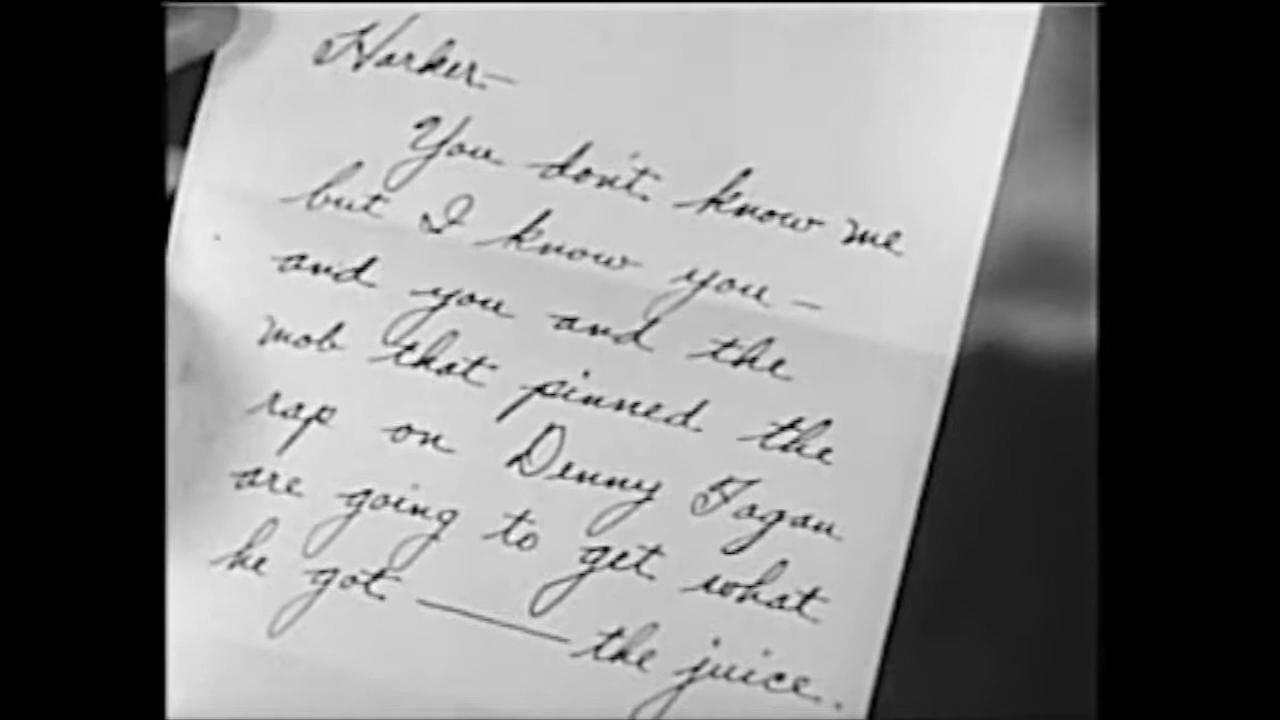 Harker—
You don't know me
but I know you —
and you and the
mob that pinned the
rap on Denny Fagan
are going to get what
he got — the juice.